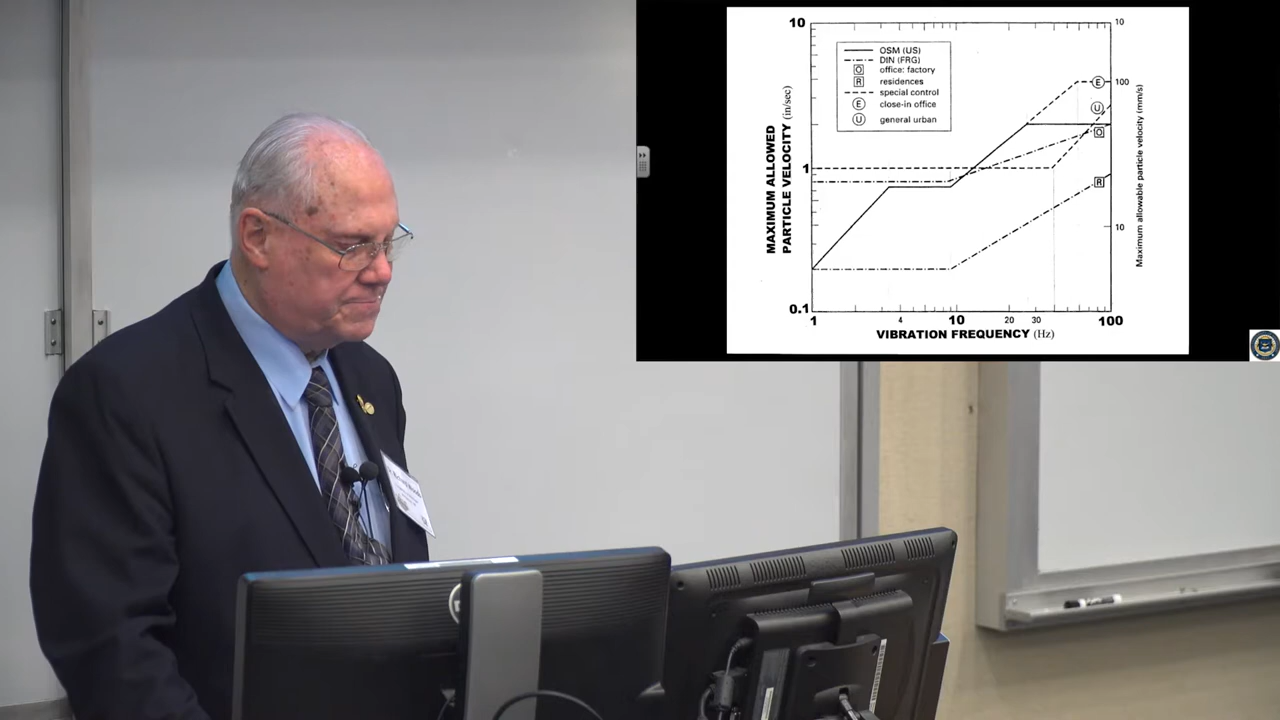 10
10
OSM (US)
DIN (FRG)
O office: factory
R residences
special control
E close-in office
U general urban
E
100
U
O
R
1
10
0.1
MAXIMUM ALLOWED
PARTICLE VELOCITY (in/sec)
Maximum allowable particle velocity (mm/s)
1
4
10
20
30
100
VIBRATION FREQUENCY (Hz)